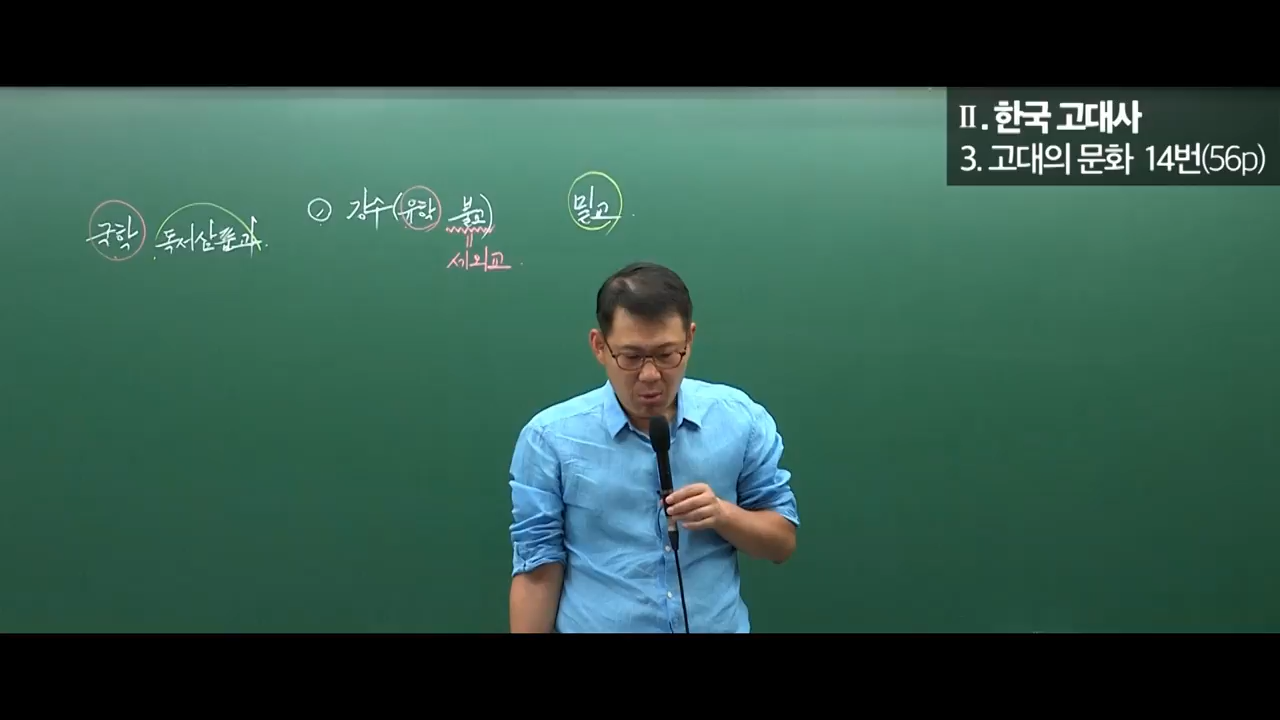 Ⅱ. 한국 고대사
3. 고대의 문화 14번(56p)
국학 독서삼품과.
강수(유학 불교)
세외교.
밀교.